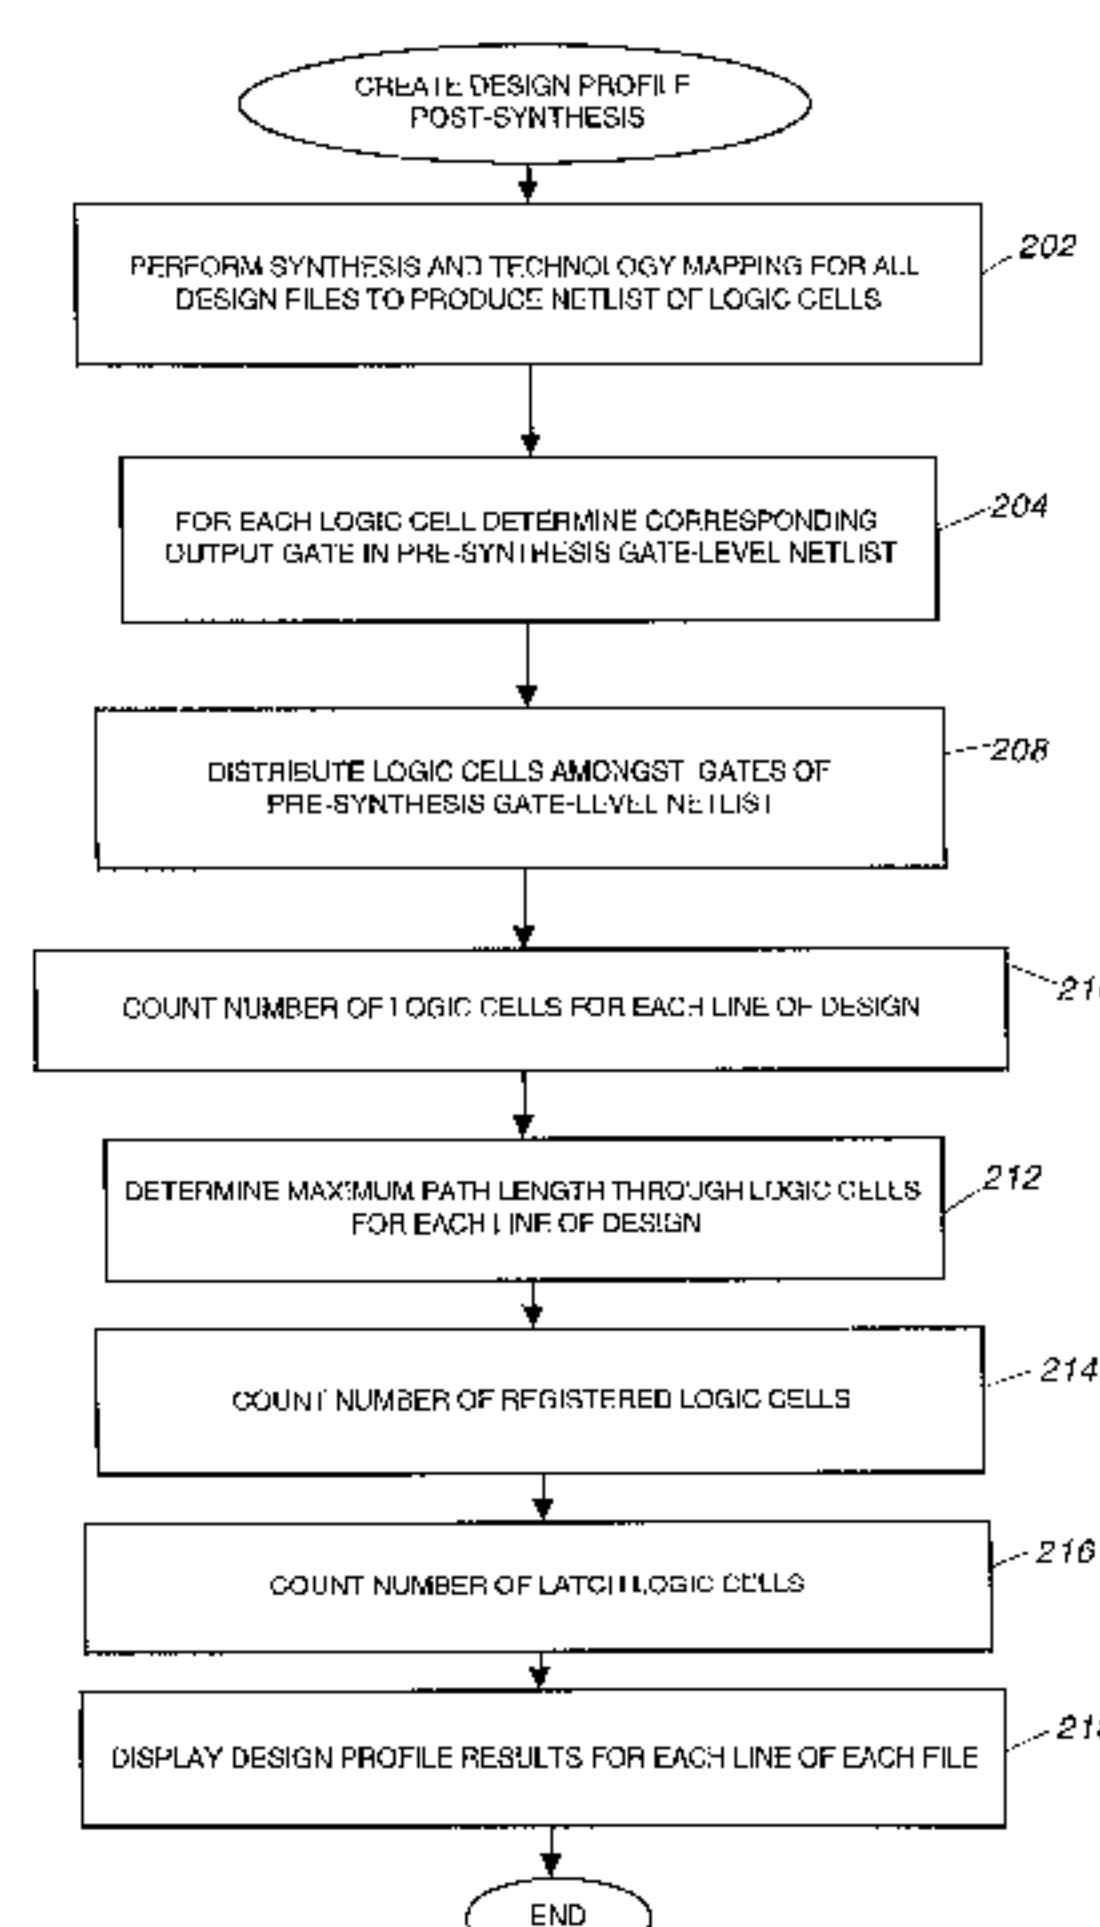 CREATE DESIGN PROFILE
POST-SYNTHESIS
PERFORM SYNTHESIS AND TECHNOLOGY MAPPING FOR ALL
DESIGN FILES TO PRODUCE NETLIST OF LOGIC CELLS
202
FOR EACH LOGIC CELL DETERMINE CORRESPONDING
OUTPUT GATE IN PRE-SYNTHESIS GATE-LEVEL NETLIST
204
DISTRIBUTE LOGIC CELLS AMONGST GATES OF
PRE-SYNTHESIS GATE-LEVEL NETLIST
208
COUNT NUMBER OF LOGIC CELLS FOR EACH LINE OF DESIGN
DETERMINE MAXIMUM PATH LENGTH THROUGH LOGIC CELLS
FOR EACH LINE OF DESIGN
212
COUNT NUMBER OF REGISTERED LOGIC CELLS
214
COUNT NUMBER OF LATCH LOGIC CELLS
216
DISPLAY DESIGN PROFILE RESULTS FOR EACH LINE OF EACH FILE
END